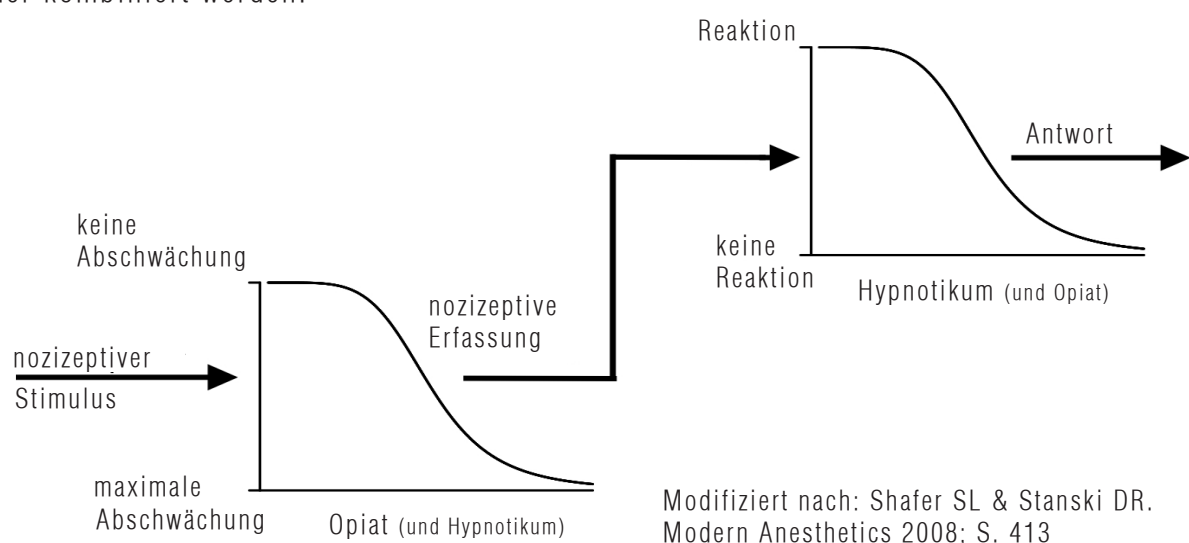 Reaktion
Antwort
keine
Reaktion
Hypnotikum (und Opiat)
keine
Abschwächung
nozizeptive
Erfassung
nozizeptiver
Stimulus
maximale
Abschwächung
Opiat (und Hypnotikum)
Modifiziert nach: Shafer SL & Stanski DR.
Modern Anesthetics 2008: S. 413